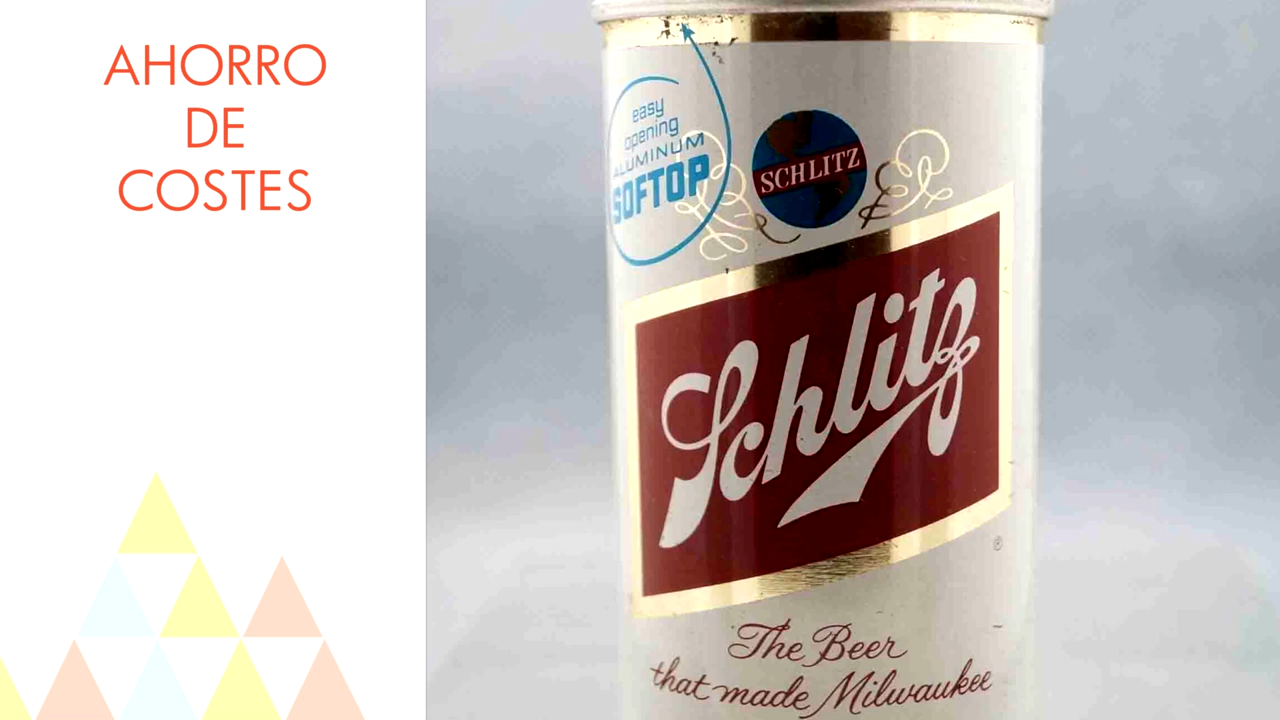 AHORRO
DE
COSTES
easy
opening
ALUMINUM
SOFTOP
SCHLITZ
Schlitz
®
The Beer
that made Milwaukee